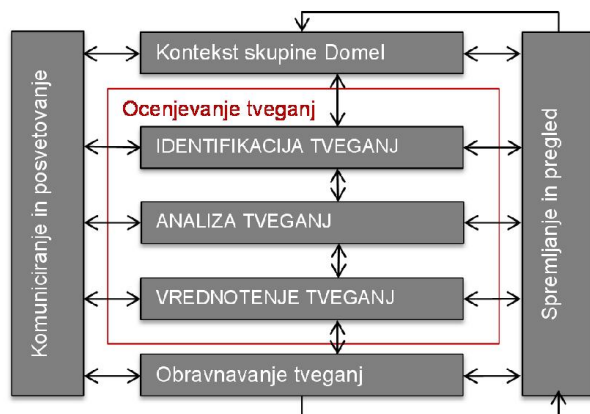 Komuniciranje in posvetovanje
Kontekst skupine Domel
Ocenjevanje tveganj
IDENTIFIKACIJA TVEGANJ
ANALIZA TVEGANJ
VREDNOTENJE TVEGANJ
Obravnavanje tveganj
Spremljanje in pregled